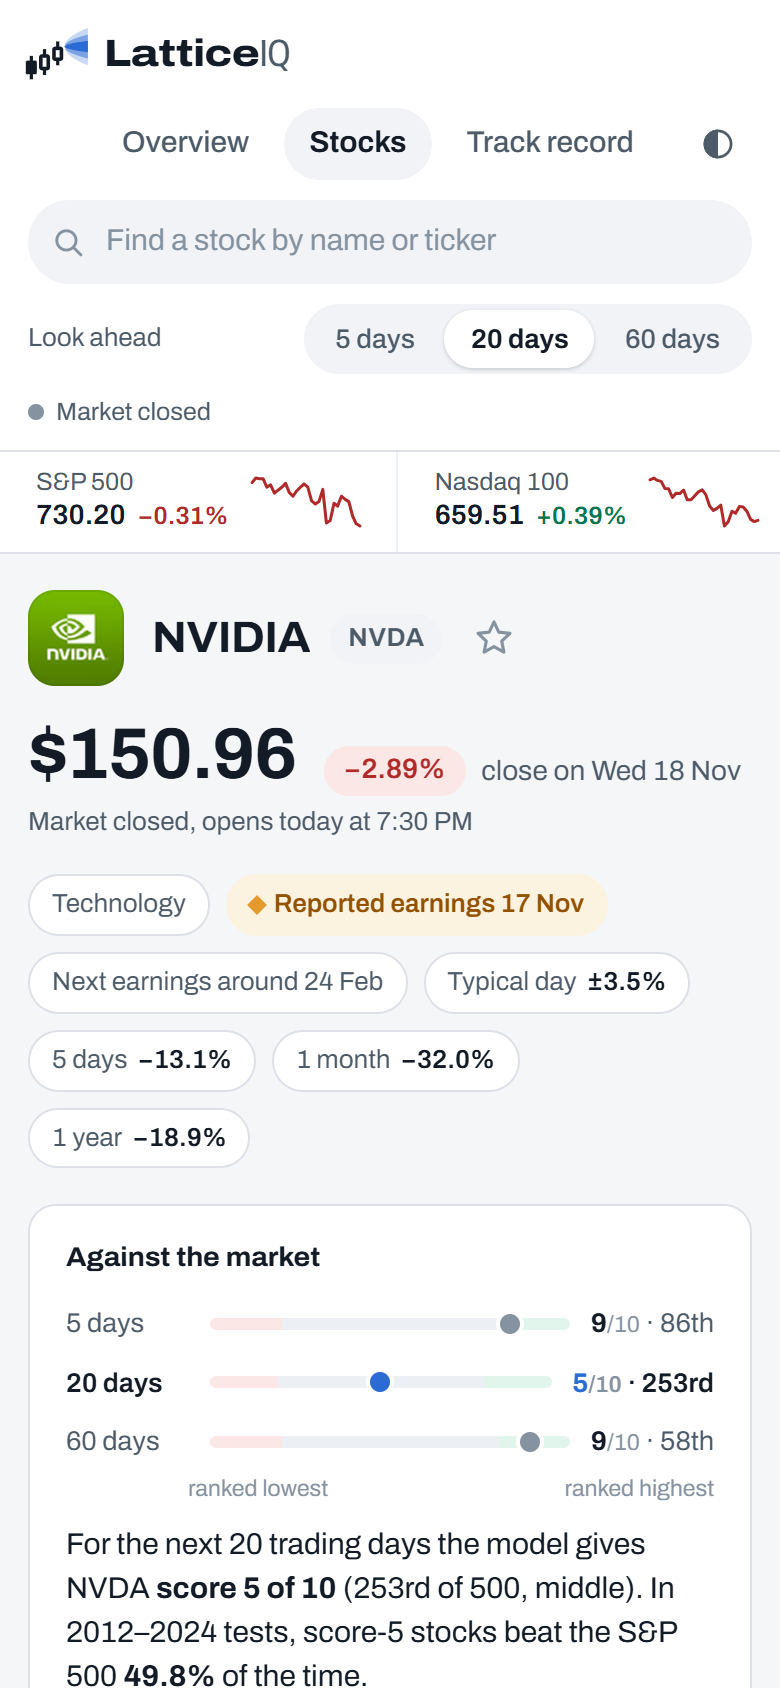 LatticeIQ
Overview Stocks Track record
Find a stock by name or ticker
Look ahead 5 days 20 days 60 days
Market closed
S&P 500 Nasdaq 100
730.20 −0.31% 659.51 +0.39%
NVIDIA
NVIDIA NVDA
$150.96 −2.89% close on Wed 18 Nov
Market closed, opens today at 7:30 PM
Technology Reported earnings 17 Nov
Next earnings around 24 Feb Typical day ±3.5%
5 days −13.1% 1 month −32.0%
1 year −18.9%
Against the market
5 days 9/10 · 86th
20 days 5/10 · 253rd
60 days 9/10 · 58th
ranked lowest ranked highest
For the next 20 trading days the model gives
NVDA score 5 of 10 (253rd of 500, middle). In
2012–2024 tests, score-5 stocks beat the S&P
500 49.8% of the time.